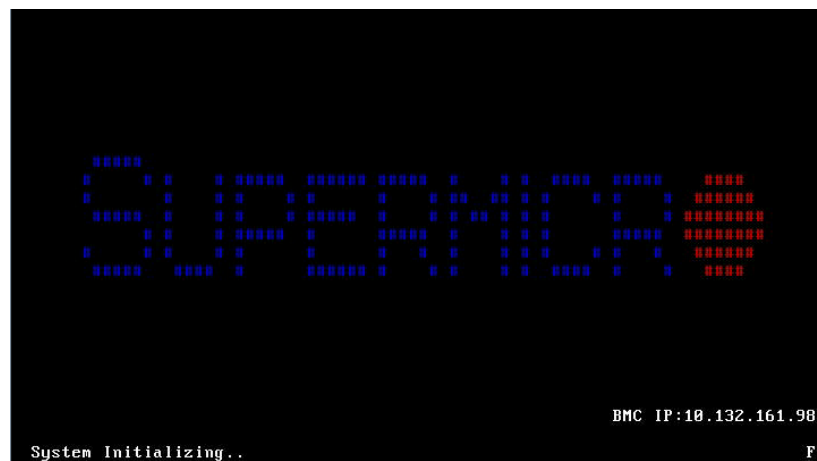 SUPERMICRO
BMC IP:10.132.161.98
System Initializing..
F